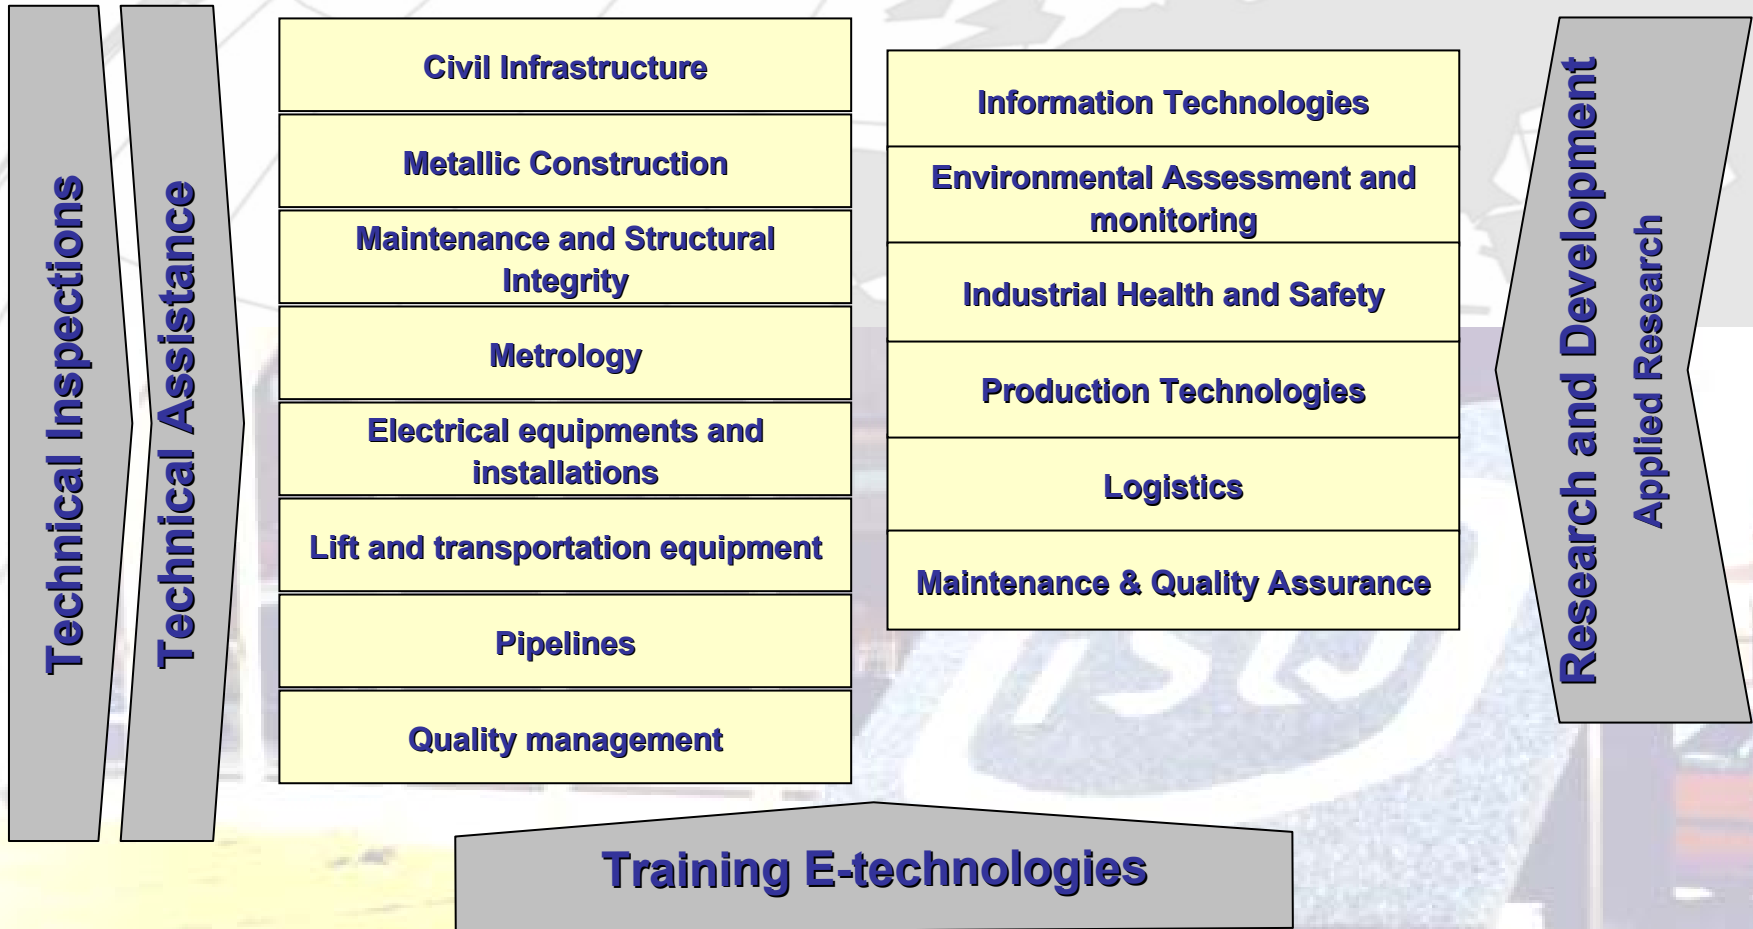 Technical Inspections
Technical Assistance
Civil Infrastructure
Metallic Construction
Maintenance and Structural
Integrity
Metrology
Electrical equipments and
installations
Lift and transportation equipment
Pipelines
Quality management
Information Technologies
Environmental Assessment and
monitoring
Industrial Health and Safety
Production Technologies
Logistics
Maintenance & Quality Assurance
Research and Development
Applied Research
Training E-technologies
isq